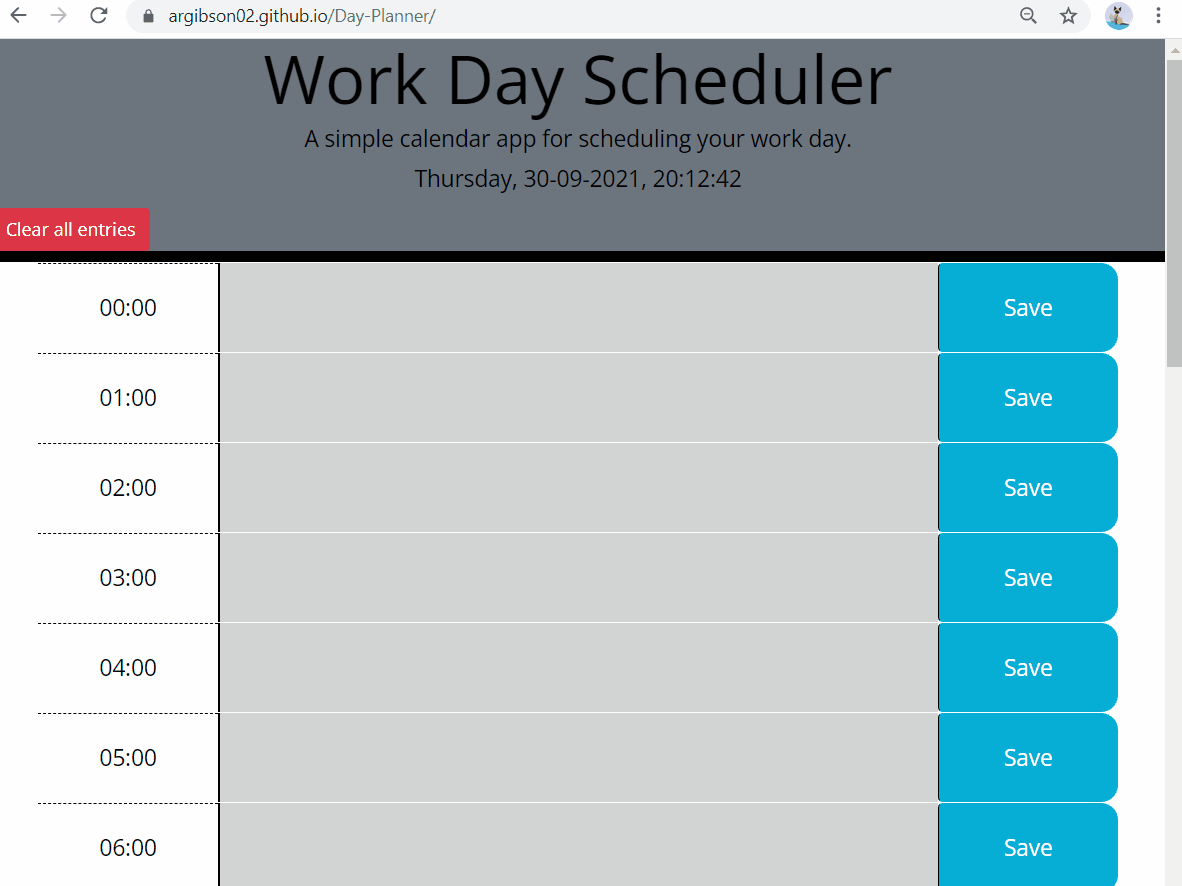 argibson02.github.io/Day-Planner/
Work Day Scheduler
A simple calendar app for scheduling your work day.
Thursday, 30-09-2021, 20:12:42
Clear all entries
00:00 Save
01:00 Save
02:00 Save
03:00 Save
04:00 Save
05:00 Save
06:00 Save